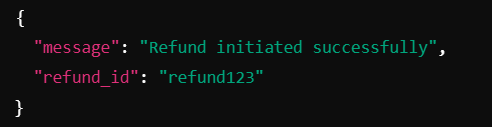 {
"message": "Refund initiated successfully",
"refund_id": "refund123"
}